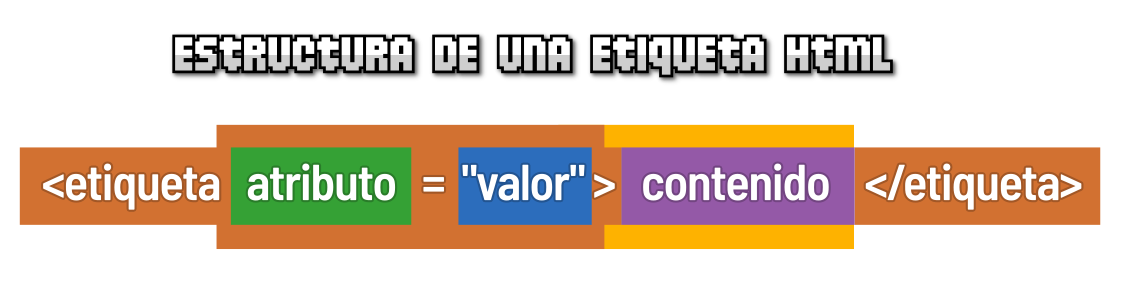 ESTRUCTURA DE UNA ETIQUETA HTML
<etiqueta atributo = "valor"> contenido </etiqueta>